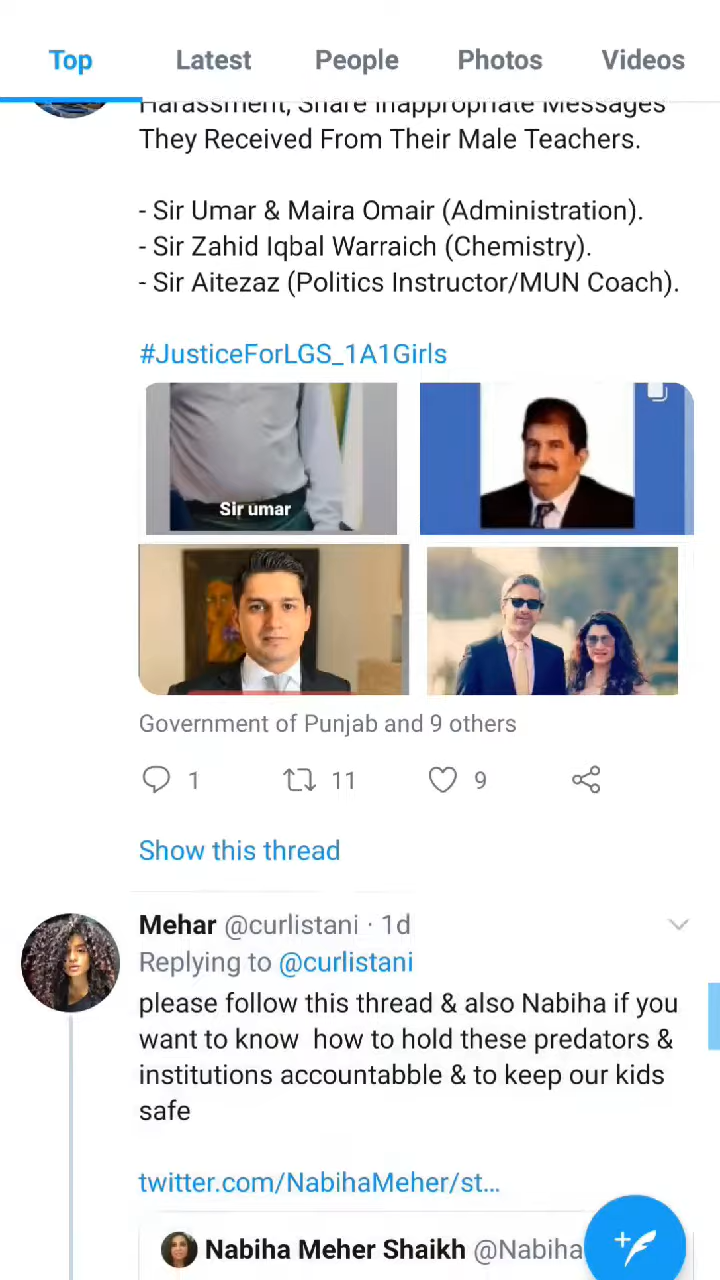 Top Latest People Photos Videos
Harassment, Share Inappropriate Messages
They Received From Their Male Teachers.
- Sir Umar & Maira Omair (Administration).
- Sir Zahid Iqbal Warraich (Chemistry).
- Sir Aitezaz (Politics Instructor/MUN Coach).
#JusticeForLGS_1A1Girls
Sir umar
Government of Punjab and 9 others
1 11 9
Show this thread
Mehar @curlistani · 1d
Replying to @curlistani
please follow this thread & also Nabiha if you
want to know how to hold these predators &
institutions accountabble & to keep our kids
safe
twitter.com/NabihaMeher/st...
Nabiha Meher Shaikh @Nabiha